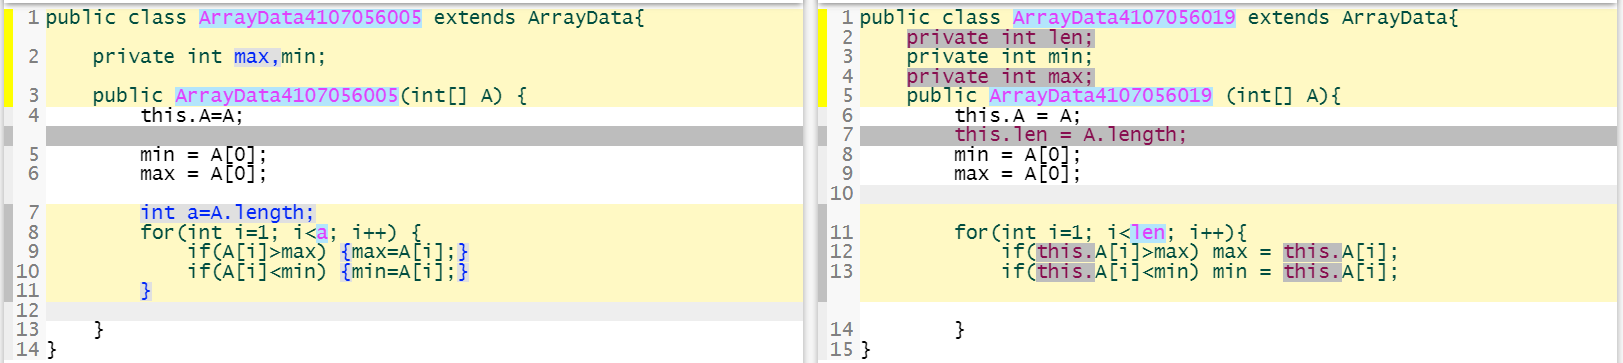 1 public class ArrayData4107056005 extends ArrayData{
2 private int max,min;
3 public ArrayData4107056005(int[] A) {
4 this.A=A;
5 min = A[0];
6 max = A[0];
7 int a=A.length;
8 for(int i=1; i<a; i++) {
9 if(A[i]>max) {max=A[i];}
10 if(A[i]<min) {min=A[i];}
11 }
12
13 }
14 }
1 public class ArrayData4107056019 extends ArrayData{
2 private int len;
3 private int min;
4 private int max;
5 public ArrayData4107056019 (int[] A){
6 this.A = A;
7 this.len = A.length;
8 min = A[0];
9 max = A[0];
10
11 for(int i=1; i<len; i++){
12 if(this.A[i]>max) max = this.A[i];
13 if(this.A[i]<min) min = this.A[i];
14 }
15 }